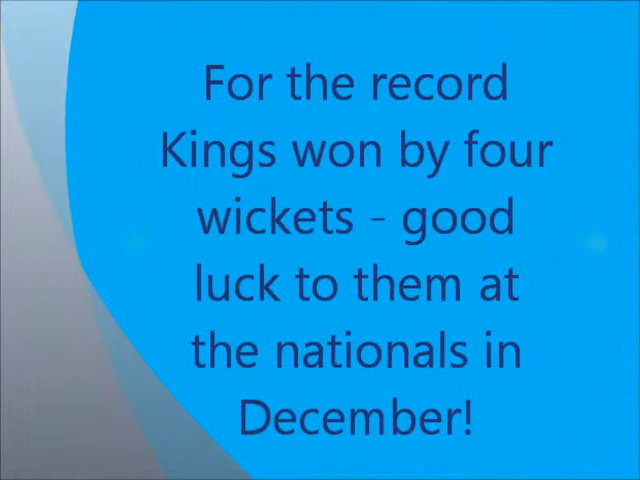 For the record
Kings won by four
wickets - good
luck to them at
the nationals in
December!